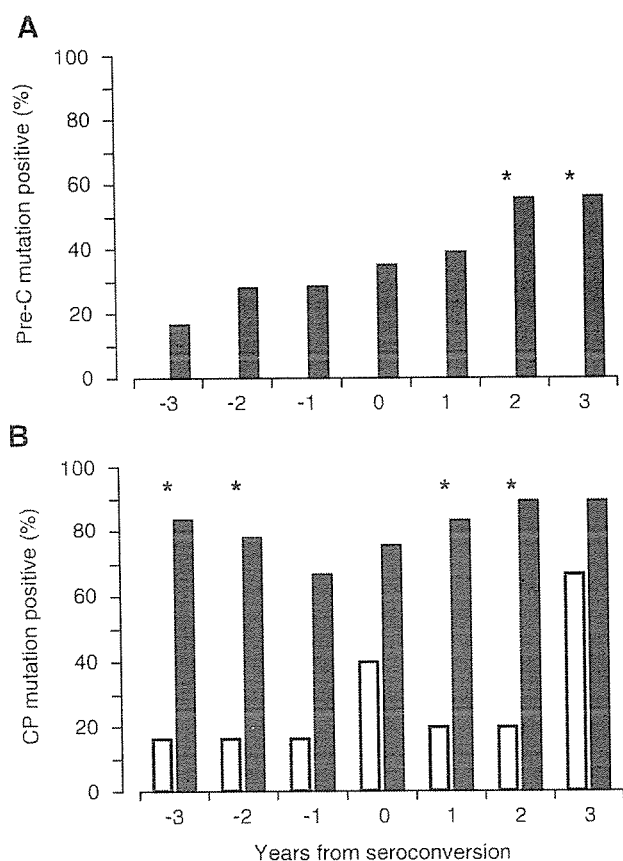 A
Pre-C mutation positive (%)
100
80
60
40
20
0
* *
-3 -2 -1 0 1 2 3
B
CP mutation positive (%)
100
80
60
40
20
0
* * * *
-3 -2 -1 0 1 2 3
Years from seroconversion